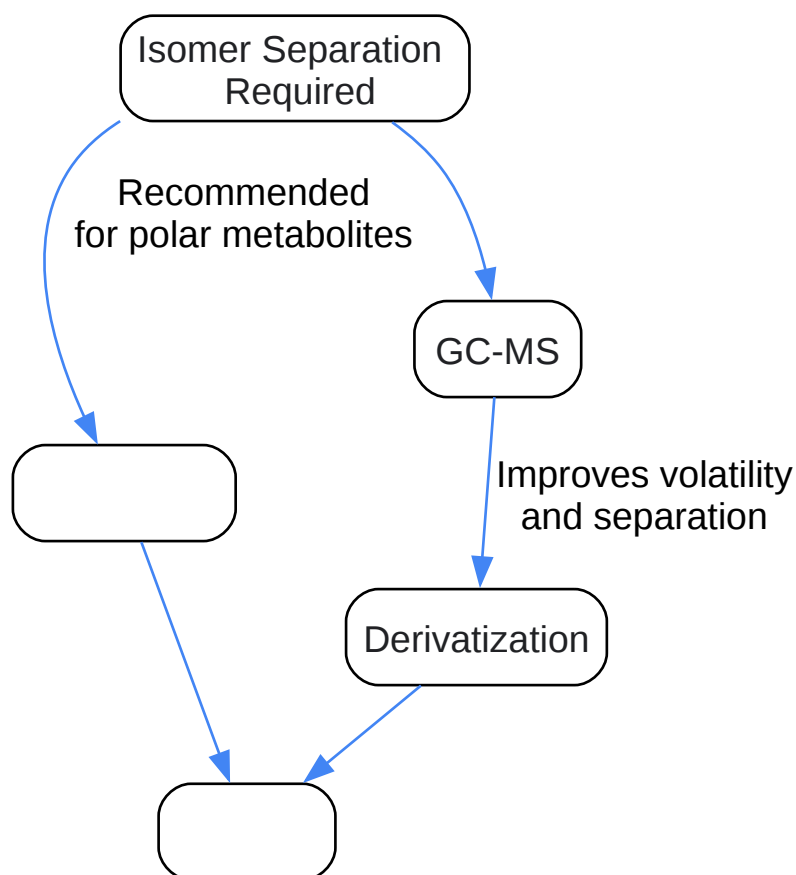 Isomer Separation
Required
Recommended
for polar metabolites
GC-MS
Improves volatility
and separation
Derivatization